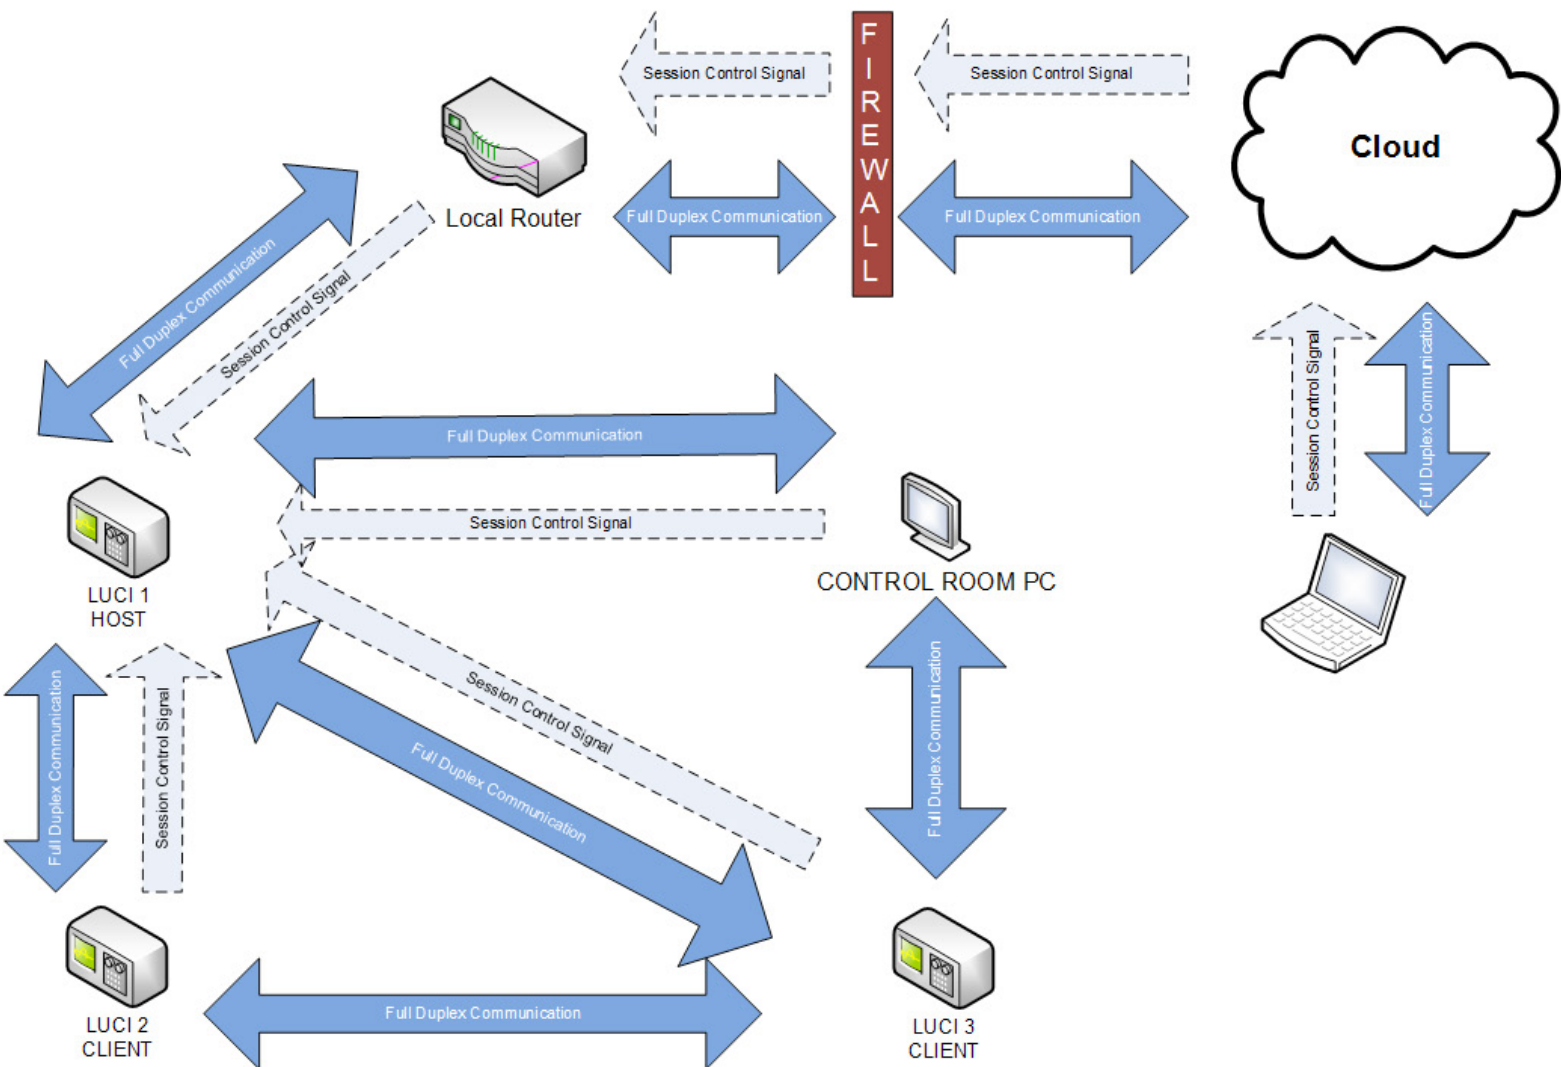 Session Control Signal
F
I
R
E
W
A
L
L
Session Control Signal
Cloud
Local Router
Full Duplex Communication
Full Duplex Communication
Full Duplex Communication
Session Control Signal
Full Duplex Communication
Session Control Signal
Full Duplex Communication
Session Control Signal
LUCI 1
HOST
CONTROL ROOM PC
Full Duplex Communication
Session Control Signal
Session Control Signal
Full Duplex Communication
Full Duplex Communication
LUCI 2
CLIENT
Full Duplex Communication
LUCI 3
CLIENT